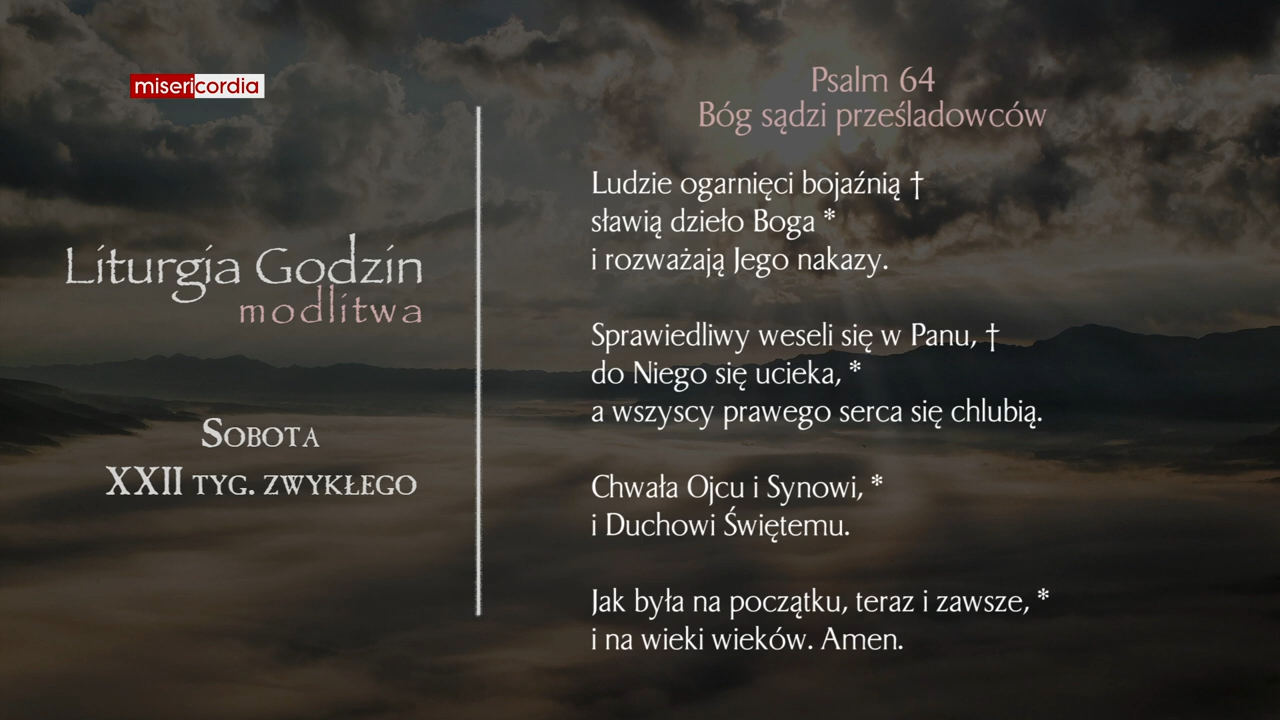 misericordia
Liturgia Godzin
modlitwa
Sobota
XXII tyg. zwykłego
Psalm 64
Bóg sądzi prześladowców
Ludzie ogarnięci bojaźnią †
sławią dzieło Boga *
i rozważają Jego nakazy.
Sprawiedliwy weseli się w Panu, †
do Niego się ucieka, *
a wszyscy prawego serca się chlubią.
Chwała Ojcu i Synowi, *
i Duchowi Świętemu.
Jak była na początku, teraz i zawsze, *
i na wieki wieków. Amen.